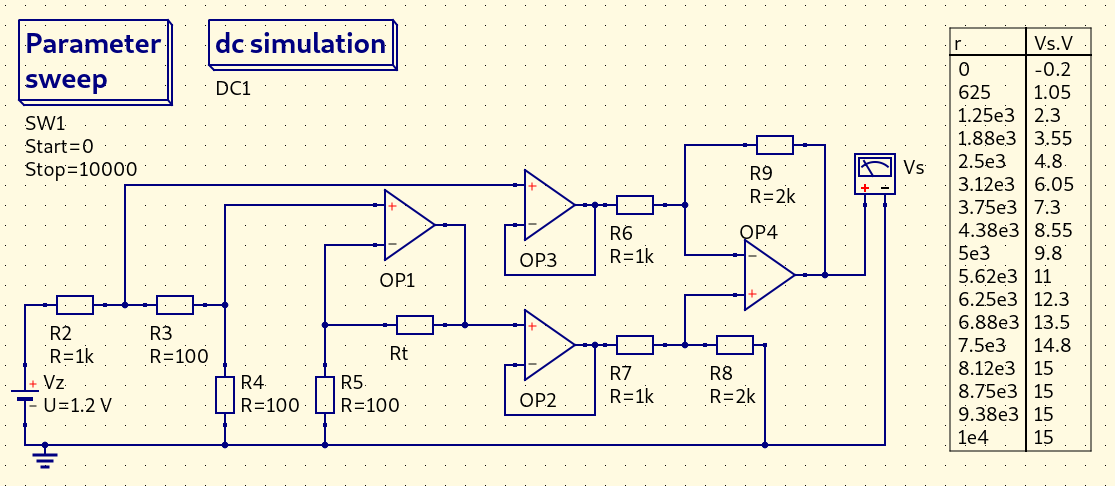 Parameter
sweep
SW1
Start=0
Stop=10000
dc simulation
DC1
r Vs.V
0 -0.2
625 1.05
1.25e3 2.3
1.88e3 3.55
2.5e3 4.8
3.12e3 6.05
3.75e3 7.3
4.38e3 8.55
5e3 9.8
5.62e3 11
6.25e3 12.3
6.88e3 13.5
7.5e3 14.8
8.12e3 15
8.75e3 15
9.38e3 15
1e4 15
Vs
R9
R=2k
OP4
OP3
R6
R=1k
OP1
R2
R=1k
R3
R=100
Rt
Vz
U=1.2 V
R4
R=100
R5
R=100
OP2
R7
R=1k
R8
R=2k